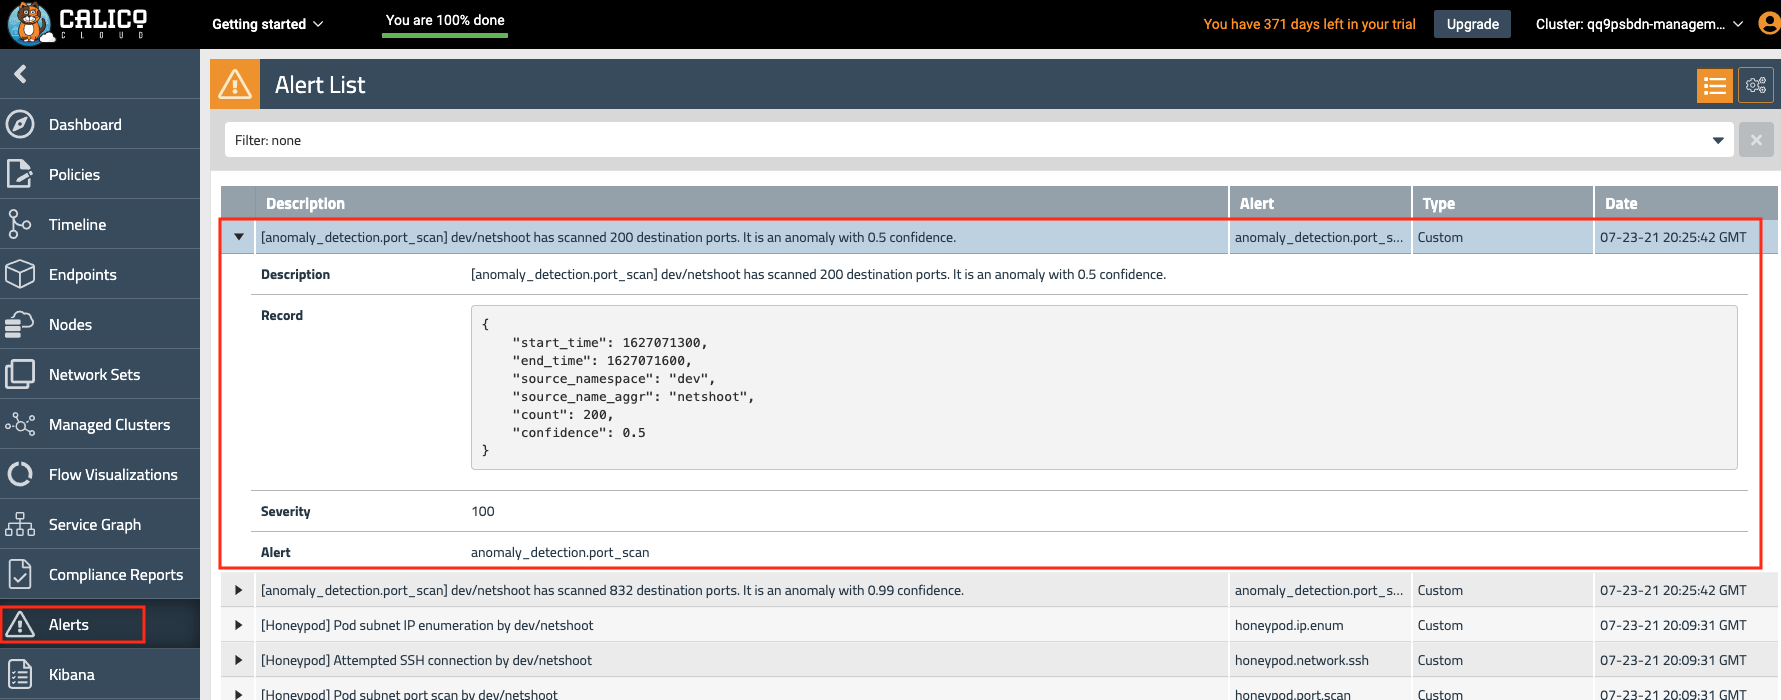 CALICO
CLOUD
Getting started
You are 100% done
You have 371 days left in your trial
Upgrade
Cluster: qq9psbdn-managem...
Alert List
Dashboard
Policies
Timeline
Endpoints
Nodes
Network Sets
Managed Clusters
Flow Visualizations
Service Graph
Compliance Reports
Alerts
Kibana
Filter: none
Description Alert Type Date
[anomaly_detection.port_scan] dev/netshoot has scanned 200 destination ports. It is an anomaly with 0.5 confidence. anomaly_detection.port_s... Custom 07-23-21 20:25:42 GMT
Description [anomaly_detection.port_scan] dev/netshoot has scanned 200 destination ports. It is an anomaly with 0.5 confidence.
Record
{
"start_time": 1627071300,
"end_time": 1627071600,
"source_namespace": "dev",
"source_name_aggr": "netshoot",
"count": 200,
"confidence": 0.5
}
Severity 100
Alert anomaly_detection.port_scan
[anomaly_detection.port_scan] dev/netshoot has scanned 832 destination ports. It is an anomaly with 0.99 confidence. anomaly_detection.port_s... Custom 07-23-21 20:25:42 GMT
[Honeypod] Pod subnet IP enumeration by dev/netshoot honeypod.ip.enum Custom 07-23-21 20:09:31 GMT
[Honeypod] Attempted SSH connection by dev/netshoot honeypod.network.ssh Custom 07-23-21 20:09:31 GMT
[Honeypod] Pod subnet port scan by dev/netshoot honeypod.port.scan Custom 07-23-21 20:09:31 GMT